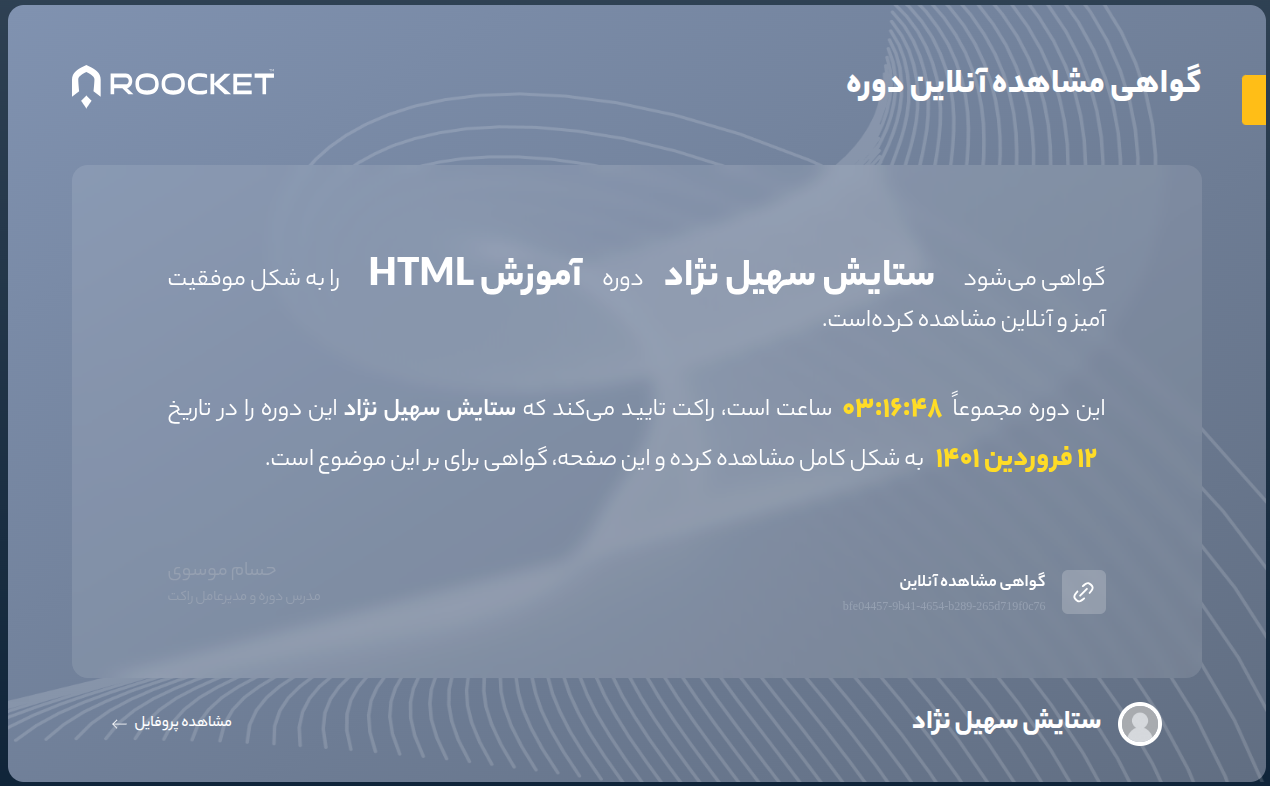 گواهی مشاهده آنلاین دوره
ROOCKET
گواهی می‌شود ستایش سهیل نژاد دوره آموزش HTML را به شکل موفقیت
آمیز و آنلاین مشاهده کرده‌است.
این دوره مجموعاً ۰۳:۱۶:۴۸ ساعت است، راکت تایید می‌کند که ستایش سهیل نژاد این دوره را در تاریخ
۱۲ فروردین ۱۴۰۱ به شکل کامل مشاهده کرده و این صفحه، گواهی برای بر این موضوع است.
گواهی مشاهده آنلاین
bfe04457-9b41-4654-b289-265d719f0c76
حسام موسوی
مدرس دوره و مدیرعامل راکت
ستایش سهیل نژاد
مشاهده پروفایل ←